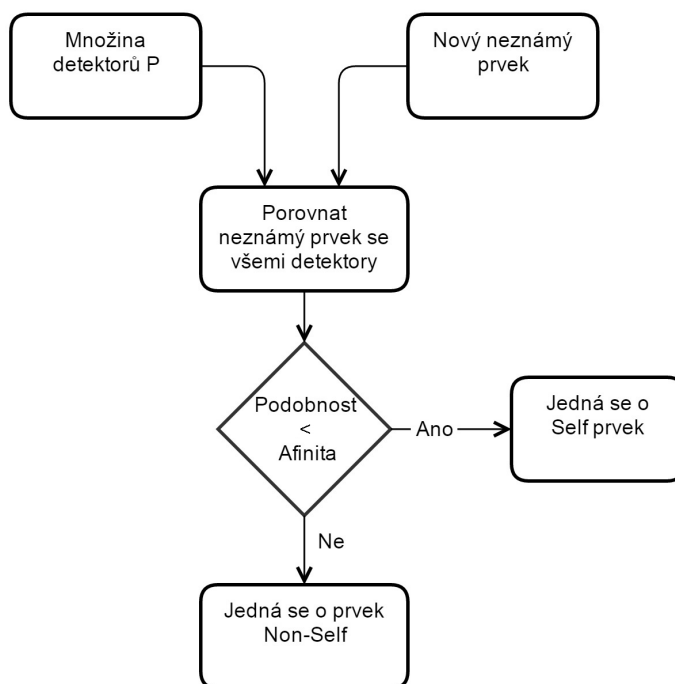 Množina
detektorů P
Nový neznámý
prvek
Porovnat
neznámý prvek se
všemi detektory
Podobnost
<
Afinita
Ano
Jedná se o
Self prvek
Ne
Jedná se o prvek
Non-Self